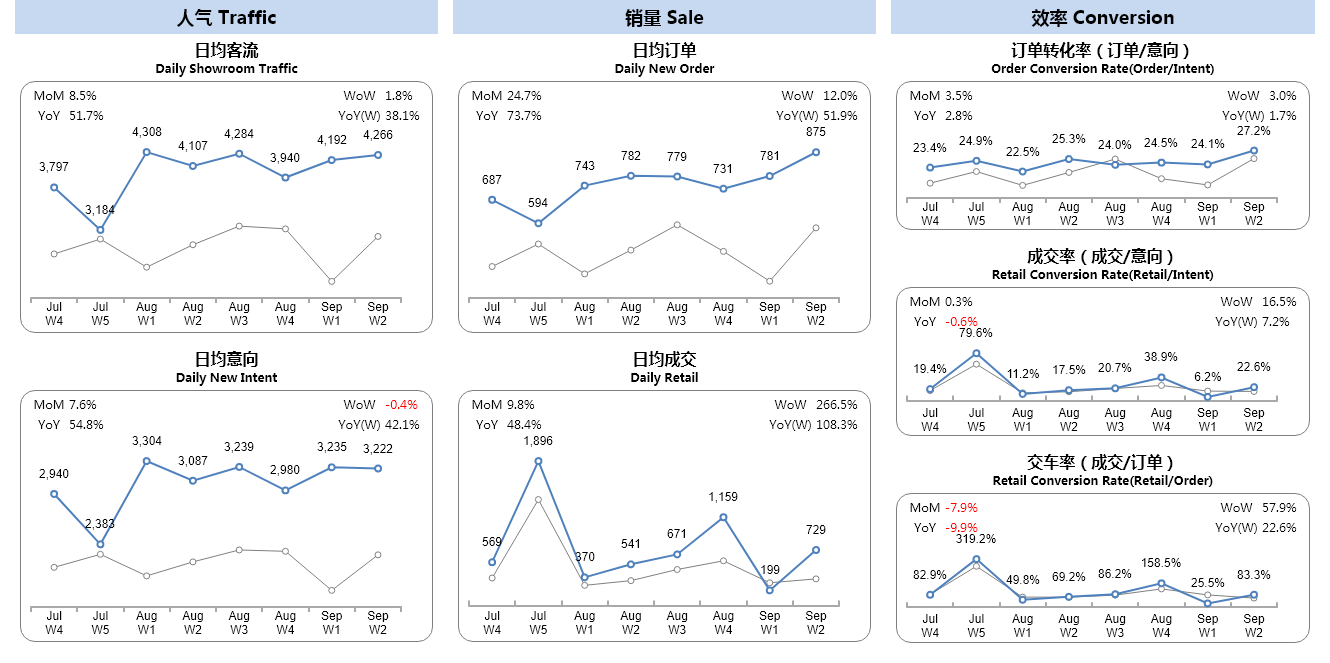 人气 Traffic
日均客流
Daily Showroom Traffic
MoM 8.5% WoW 1.8%
YoY 51.7% YoY(W) 38.1%
3,797 3,184 4,308 4,107 4,284 3,940 4,192 4,266
Jul Jul Aug Aug Aug Aug Sep Sep
W4 W5 W1 W2 W3 W4 W1 W2
日均意向
Daily New Intent
MoM 7.6% WoW -0.4%
YoY 54.8% YoY(W) 42.1%
2,940 2,383 3,304 3,087 3,239 2,980 3,235 3,222
Jul Jul Aug Aug Aug Aug Sep Sep
W4 W5 W1 W2 W3 W4 W1 W2
销量 Sale
日均订单
Daily New Order
MoM 24.7% WoW 12.0%
YoY 73.7% YoY(W) 51.9%
687 594 743 782 779 731 781 875
Jul Jul Aug Aug Aug Aug Sep Sep
W4 W5 W1 W2 W3 W4 W1 W2
日均成交
Daily Retail
MoM 9.8% WoW 266.5%
YoY 48.4% YoY(W) 108.3%
569 1,896 370 541 671 1,159 199 729
Jul Jul Aug Aug Aug Aug Sep Sep
W4 W5 W1 W2 W3 W4 W1 W2
效率 Conversion
订单转化率（订单/意向）
Order Conversion Rate(Order/Intent)
MoM 3.5% WoW 3.0%
YoY 2.8% YoY(W) 1.7%
23.4% 24.9% 22.5% 25.3% 24.0% 24.5% 24.1% 27.2%
Jul Jul Aug Aug Aug Aug Sep Sep
W4 W5 W1 W2 W3 W4 W1 W2
成交率（成交/意向）
Retail Conversion Rate(Retail/Intent)
MoM 0.3% WoW 16.5%
YoY -0.6% YoY(W) 7.2%
19.4% 79.6% 11.2% 17.5% 20.7% 38.9% 6.2% 22.6%
Jul Jul Aug Aug Aug Aug Sep Sep
W4 W5 W1 W2 W3 W4 W1 W2
交车率（成交/订单）
Retail Conversion Rate(Retail/Order)
MoM -7.9% WoW 57.9%
YoY -9.9% YoY(W) 22.6%
82.9% 319.2% 49.8% 69.2% 86.2% 158.5% 25.5% 83.3%
Jul Jul Aug Aug Aug Aug Sep Sep
W4 W5 W1 W2 W3 W4 W1 W2